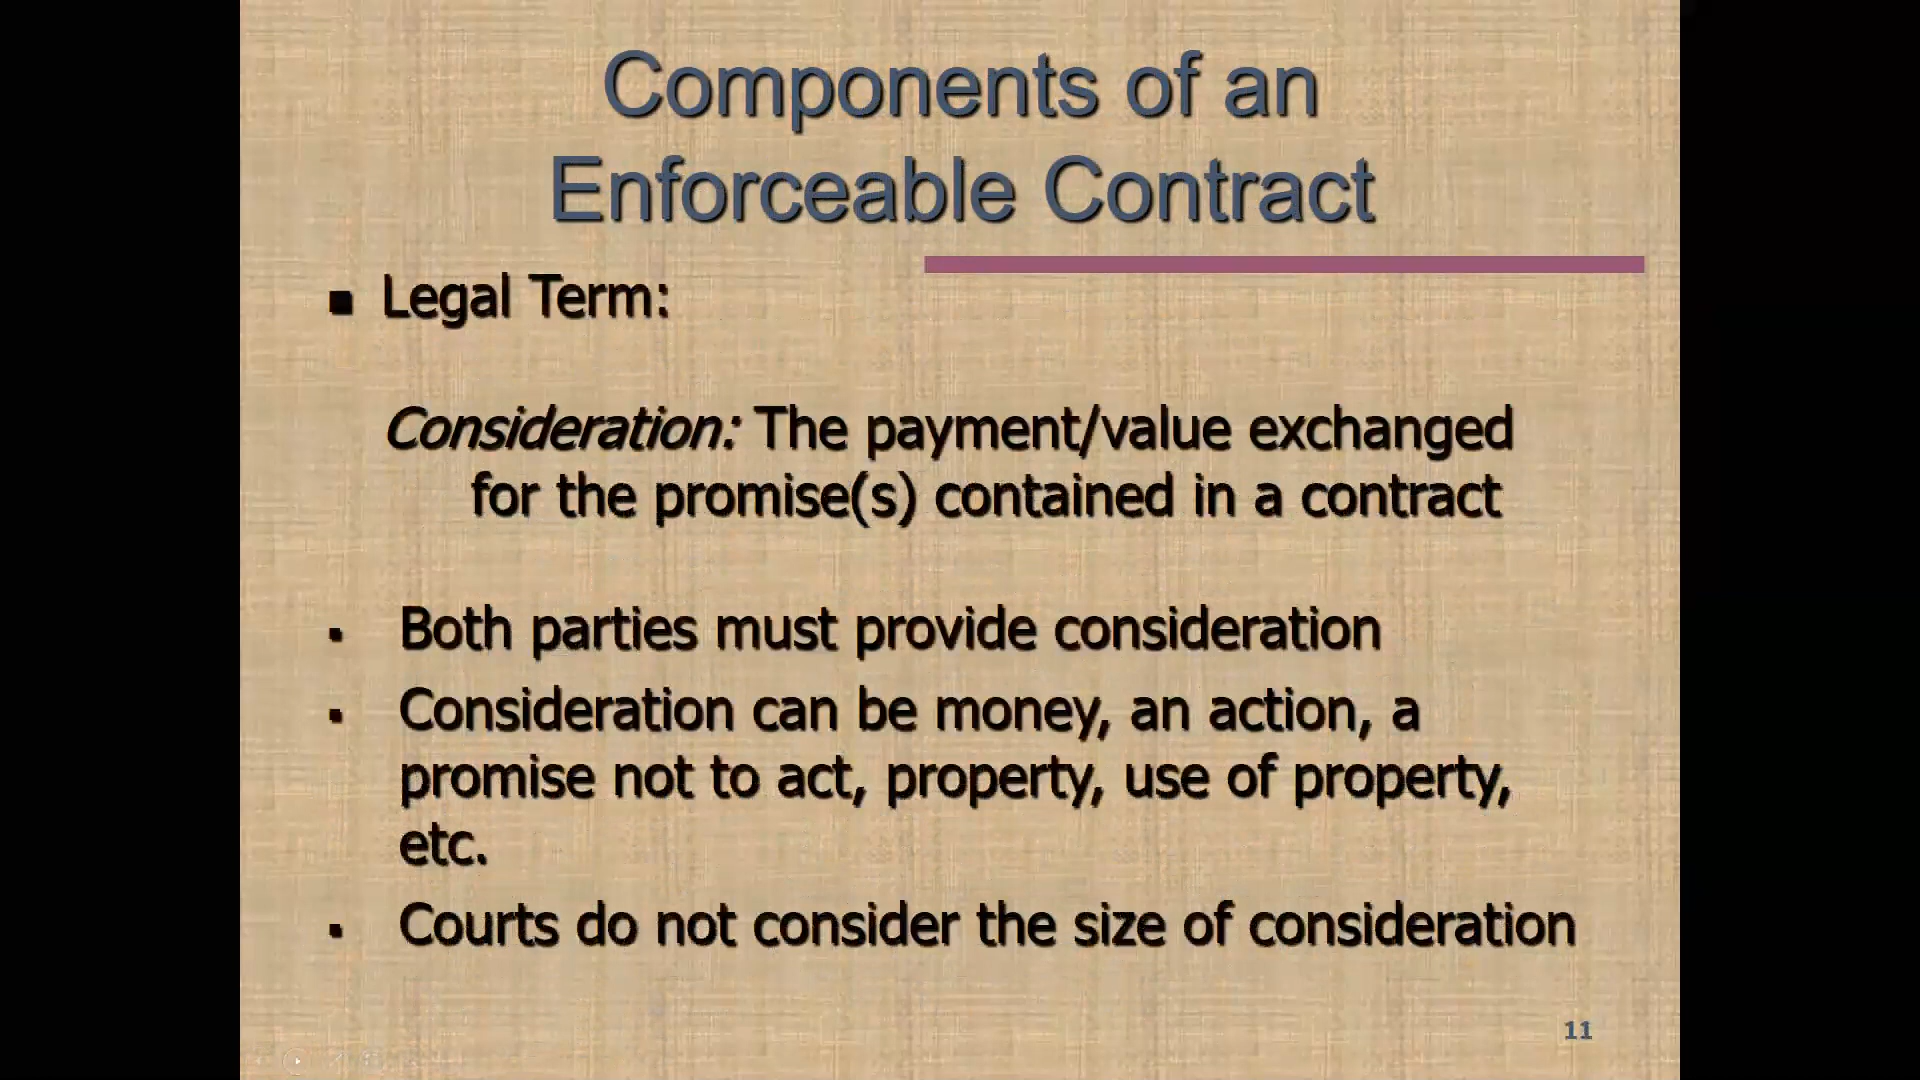 Components of an
Enforceable Contract
■ Legal Term:
Consideration: The payment/value exchanged
for the promise(s) contained in a contract
▪ Both parties must provide consideration
▪ Consideration can be money, an action, a
promise not to act, property, use of property,
etc.
▪ Courts do not consider the size of consideration
11